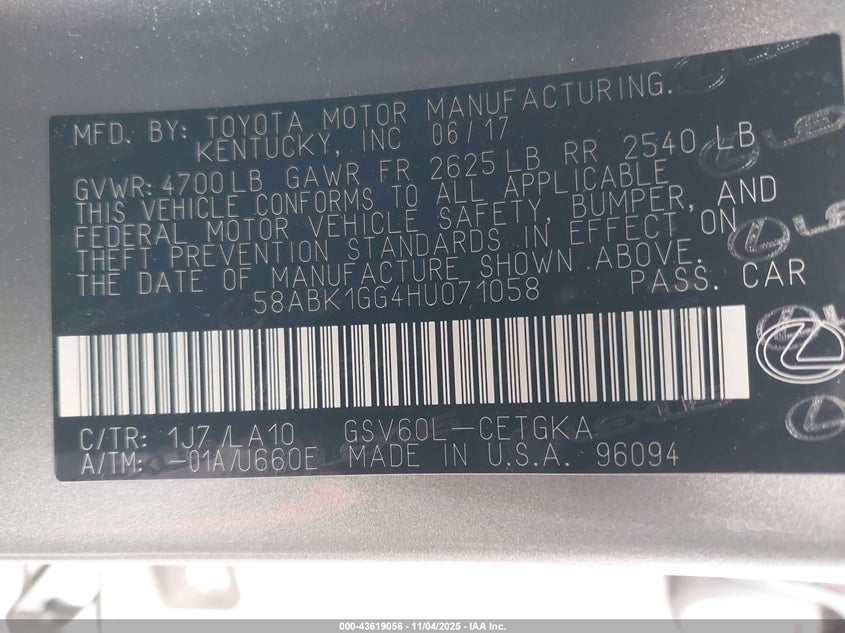 MFD. BY: TOYOTA MOTOR MANUFACTURING.
KENTUCKY, INC 06/17
GVWR: 4700LB GAWR FR 2625LB RR 2540 LB
THIS VEHICLE CONFORMS TO ALL APPLICABLE
FEDERAL MOTOR VEHICLE SAFETY, BUMPER, AND
THEFT PREVENTION STANDARDS IN EFFECT ON
THE DATE OF MANUFACTURE SHOWN ABOVE.
58ABK1GG4HU071058 PASS. CAR
C/TR: 1J7 /LA10 GSV60L-CETGKA
A/TM: -01A/U660E MADE IN U.S.A. 96094
000-43619056 - 11/04/2025 - IAA Inc.